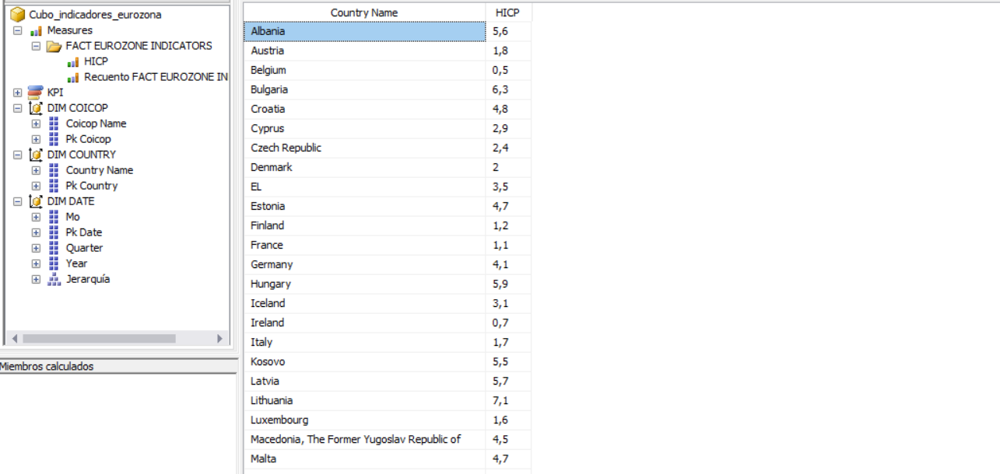 Cubo_indicadores_eurozona
Measures
FACT EUROZONE INDICATORS
HICP
Recuento FACT EUROZONE IN
KPI
DIM COICOP
Coicop Name
Pk Coicop
DIM COUNTRY
Country Name
Pk Country
DIM DATE
Mo
Pk Date
Quarter
Year
Jerarquía
Miembros calculados
Country Name HICP
Albania 5,6
Austria 1,8
Belgium 0,5
Bulgaria 6,3
Croatia 4,8
Cyprus 2,9
Czech Republic 2,4
Denmark 2
EL 3,5
Estonia 4,7
Finland 1,2
France 1,1
Germany 4,1
Hungary 5,9
Iceland 3,1
Ireland 0,7
Italy 1,7
Kosovo 5,5
Latvia 5,7
Lithuania 7,1
Luxembourg 1,6
Macedonia, The Former Yugoslav Republic of 4,5
Malta 4,7